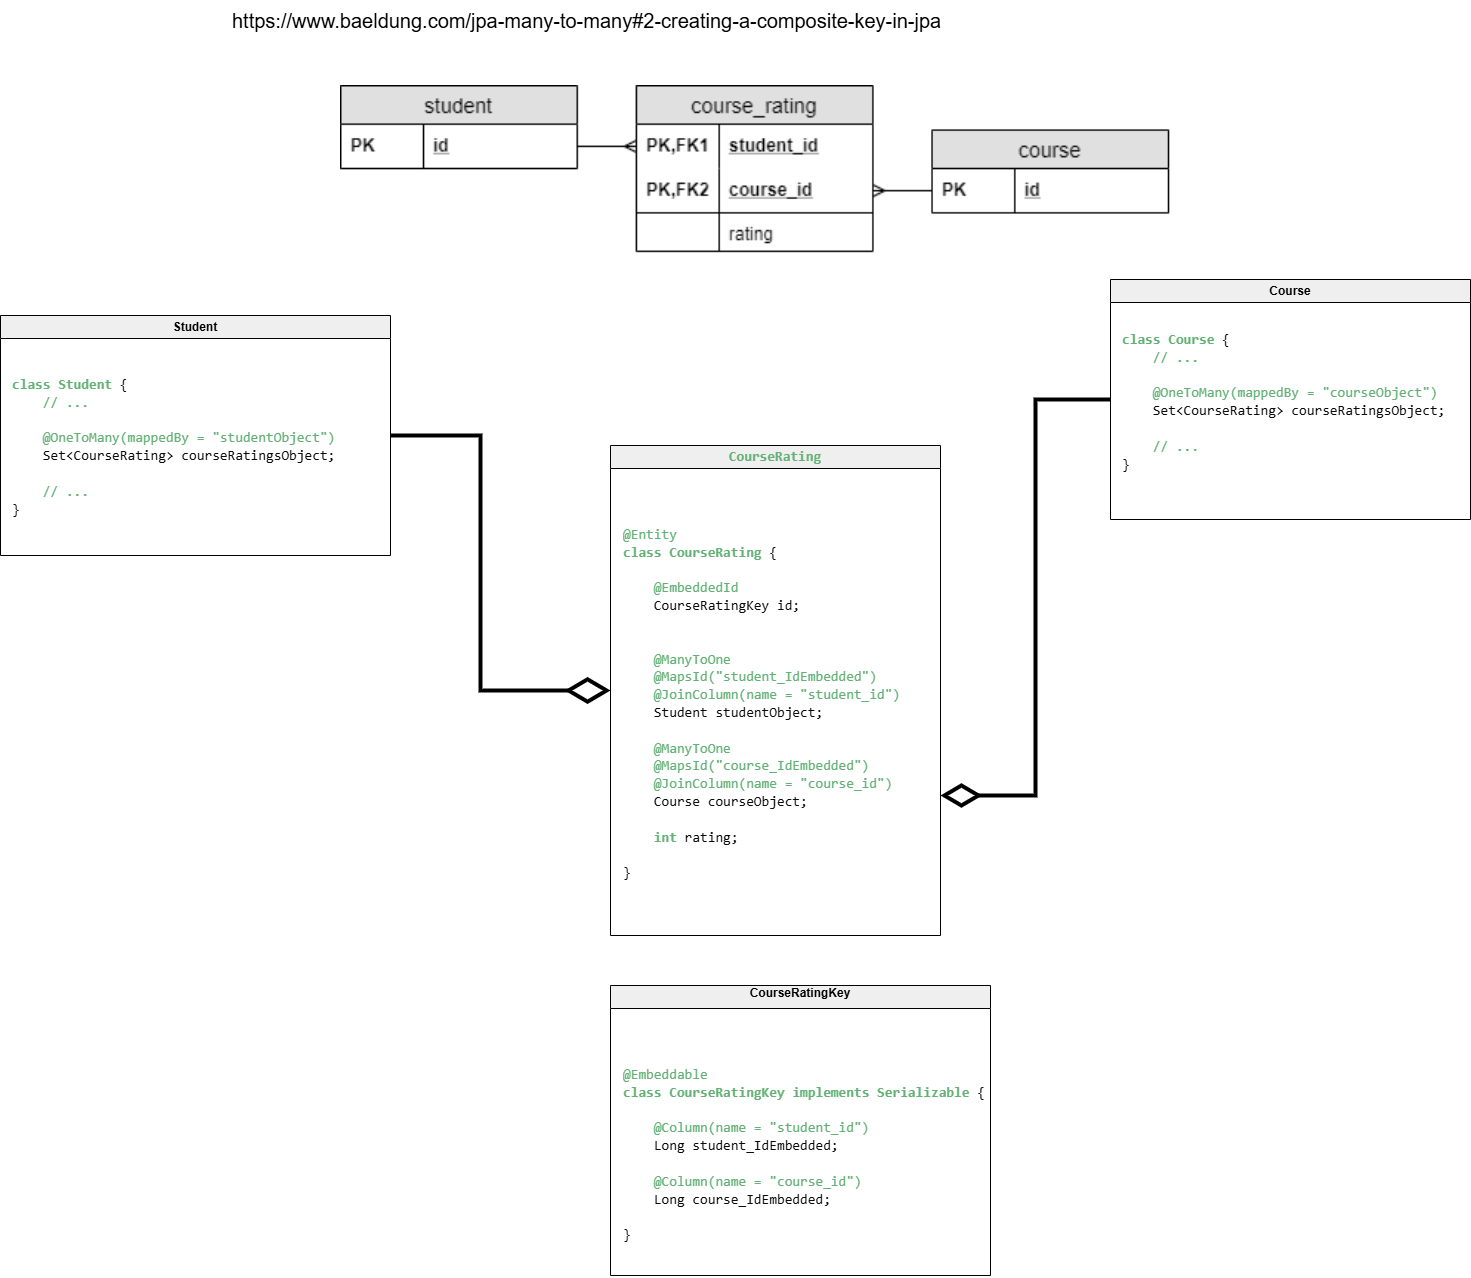 https://www.baeldung.com/jpa-many-to-many#2-creating-a-composite-key-in-jpa
student
PK id
course_rating
PK,FK1 student_id
PK,FK2 course_id
rating
course
PK id
Student
class Student {
// ...
@OneToMany(mappedBy = "studentObject")
Set<CourseRating> courseRatingsObject;
// ...
}
Course
class Course {
// ...
@OneToMany(mappedBy = "courseObject")
Set<CourseRating> courseRatingsObject;
// ...
}
CourseRating
@Entity
class CourseRating {
@EmbeddedId
CourseRatingKey id;
@ManyToOne
@MapsId("student_IdEmbedded")
@JoinColumn(name = "student_id")
Student studentObject;
@ManyToOne
@MapsId("course_IdEmbedded")
@JoinColumn(name = "course_id")
Course courseObject;
int rating;
}
CourseRatingKey
@Embeddable
class CourseRatingKey implements Serializable {
@Column(name = "student_id")
Long student_IdEmbedded;
@Column(name = "course_id")
Long course_IdEmbedded;
}